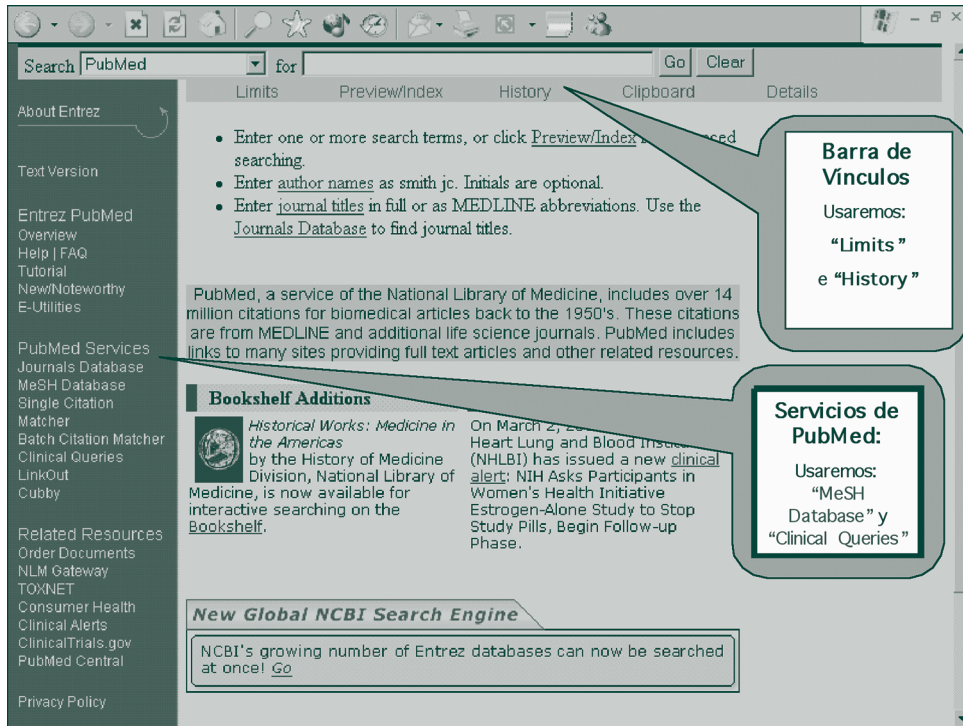 Search PubMed for Go Clear
Limits Preview/Index History Clipboard Details
About Entrez
Text Version
Entrez PubMed
Overview
Help | FAQ
Tutorial
New/Noteworthy
E-Utilities
PubMed Services
Journals Database
MeSH Database
Single Citation
Matcher
Batch Citation Matcher
Clinical Queries
LinkOut
Cubby
Related Resources
Order Documents
NLM Gateway
TOXNET
Consumer Health
Clinical Alerts
ClinicalTrials.gov
PubMed Central
Privacy Policy
• Enter one or more search terms, or click Preview/Index
searching.
• Enter author names as smith jc. Initials are optional.
• Enter journal titles in full or as MEDLINE abbreviations. Use the
Journals Database to find journal titles.
PubMed, a service of the National Library of Medicine, includes over 14
million citations for biomedical articles back to the 1950's. These citations
are from MEDLINE and additional life science journals. PubMed includes
links to many sites providing full text articles and other related resources.
Bookshelf Additions
Historical Works: Medicine in
the Americas
by the History of Medicine
Division, National Library of
Medicine, is now available for
interactive searching on the
Bookshelf.
On March 2,
Heart Lung and Blood
(NHLBI) has issued a new clinical
alert: NIH Asks Participants in
Women's Health Initiative
Estrogen-Alone Study to Stop
Study Pills, Begin Follow-up
Phase.
New Global NCBI Search Engine
NCBI's growing number of Entrez databases can now be searched
at once! Go
Barra de
Vínculos
Usaremos:
“Limits”
e “History”
Servicios de
PubMed:
Usaremos:
“MeSH
Database” y
“Clinical Queries”